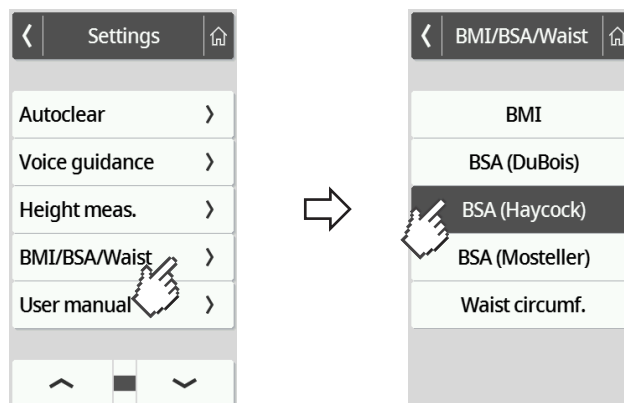 Settings
Autoclear
Voice guidance
Height meas.
BMI/BSA/Waist
User manual
BMI/BSA/Waist
BMI
BSA (DuBois)
BSA (Haycock)
BSA (Mosteller)
Waist circumf.